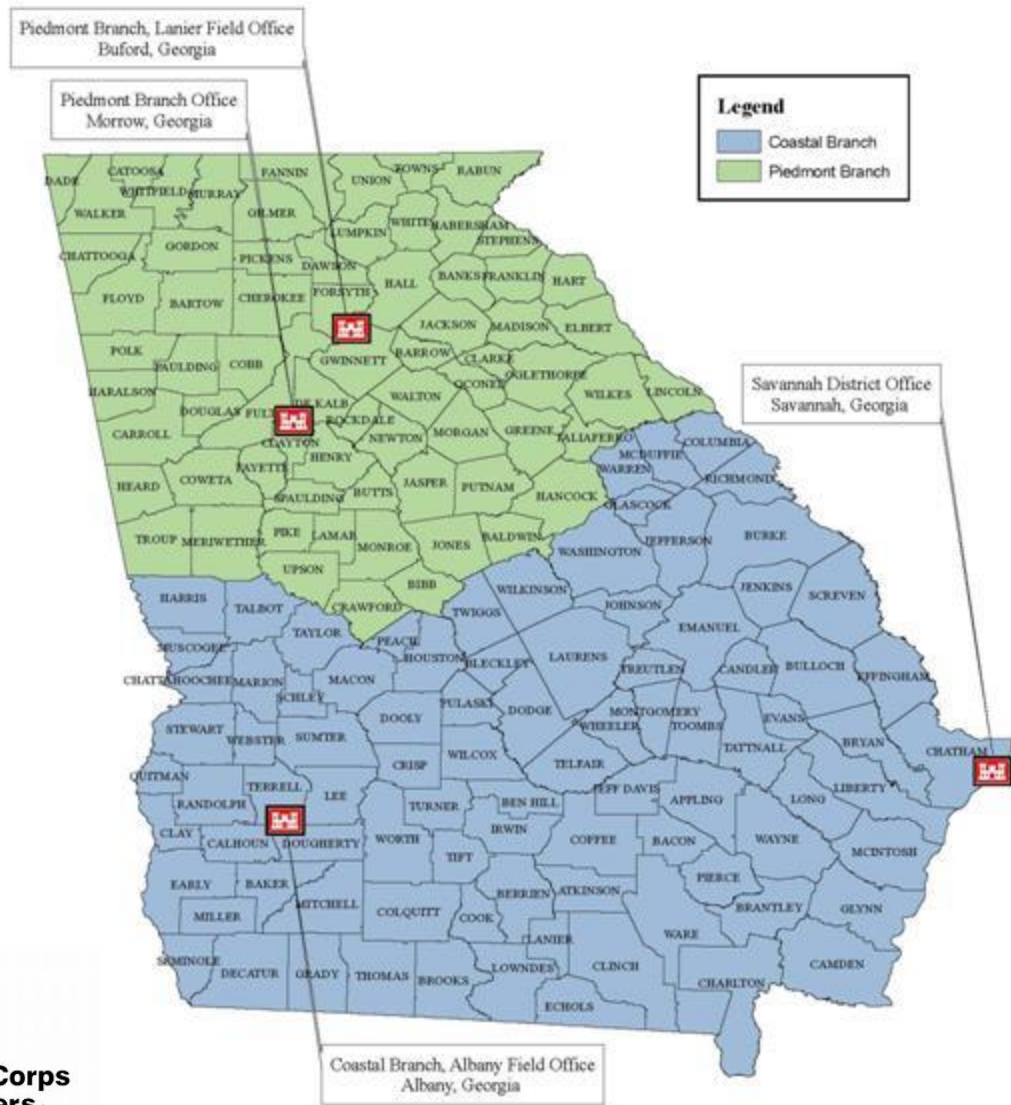 Piedmont Branch, Lanier Field Office
Buford, Georgia
Piedmont Branch Office
Morrow, Georgia
Legend
Coastal Branch
Piedmont Branch
DADE
CATOOSA
WHITFIELD
MURRAY
FANNIN
UNION
TOWNS
RABUN
WALKER
GILMER
LUMPKIN
WHITE
HABERSHAM
STEPHENS
CHATTOOGA
GORDON
PICKENS
DAWSON
HALL
BANKS
FRANKLIN
HART
FLOYD
BARTOW
CHEROKEE
FORSYTH
JACKSON
MADISON
ELBERT
POLK
PAULDING
COBB
GWINNETT
BARROW
CLARKE
OCONEE
OGLETHORPE
HARALSON
DOUGLAS
FULT
DE KALB
ROCKDALE
WALTON
WILKES
LINCOLN
Savannah District Office
Savannah, Georgia
CARROLL
CLAYTON
NEWTON
MORGAN
GREENE
TALIAFERRO
COLUMBIA
MCDUFFIE
HEARD
COWETA
FAYETTE
HENRY
SPAULDING
BUTTS
JASPER
PUTNAM
HANCOCK
WARREN
RICHMOND
GLASCOCK
TROUP
MERIWETHER
PIKE
LAMAR
MONROE
JONES
BALDWIN
WASHINGTON
JEFFERSON
BURKE
UPSON
BIBB
CRAWFORD
WILKINSON
JENKINS
SCREVEN
HARRIS
TALBOT
TAYLOR
PEACH
TWIGGS
JOHNSON
EMANUEL
MUSCOGEE
HOUSTON
BLECKLEY
LAURENS
TREUTLEN
CANDLER
BULLOCH
EFFINGHAM
CHATTAHOOCHEE
MARION
SCHLEY
MACON
DOOLY
PULASKI
DODGE
MONTGOMERY
WHEELER
TOOMBS
EVANS
STEWART
WEBSTER
SUMTER
CRISP
WILCOX
TELFAIR
TATTNALL
BRYAN
CHATHAM
QUITMAN
RANDOLPH
TERRELL
LEE
TURNER
BEN HILL
JEFF DAVIS
APPLING
LONG
LIBERTY
CLAY
CALHOUN
DOUGHERTY
WORTH
IRWIN
COFFEE
BACON
WAYNE
MCINTOSH
TIFT
EARLY
BAKER
MITCHELL
COLQUITT
COOK
BERRIEN
ATKINSON
PIERCE
BRANTLEY
GLYNN
MILLER
LANIER
WARE
SEMINOLE
DECATUR
GRADY
THOMAS
BROOKS
LOWNDES
CLINCH
CHARLTON
CAMDEN
ECHOLS
Coastal Branch, Albany Field Office
Albany, Georgia
Corps
ers.